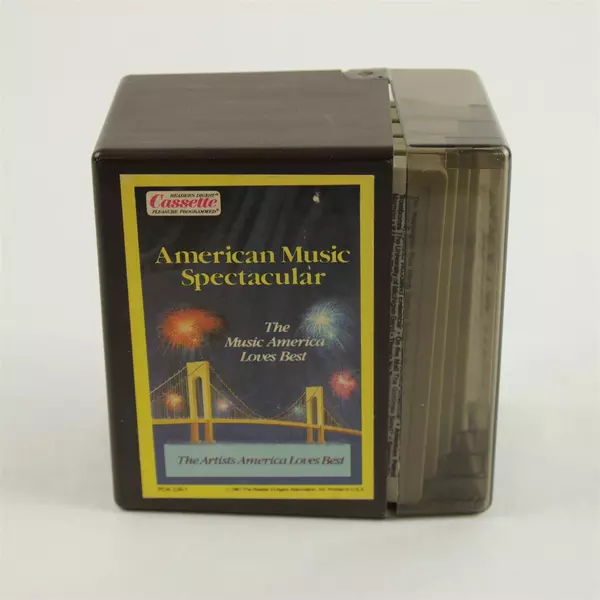 READER'S DIGEST
Cassette
PLEASURE PROGRAMMED
American Music
Spectacular
The
Music America
Loves Best
The Artists America Loves Best